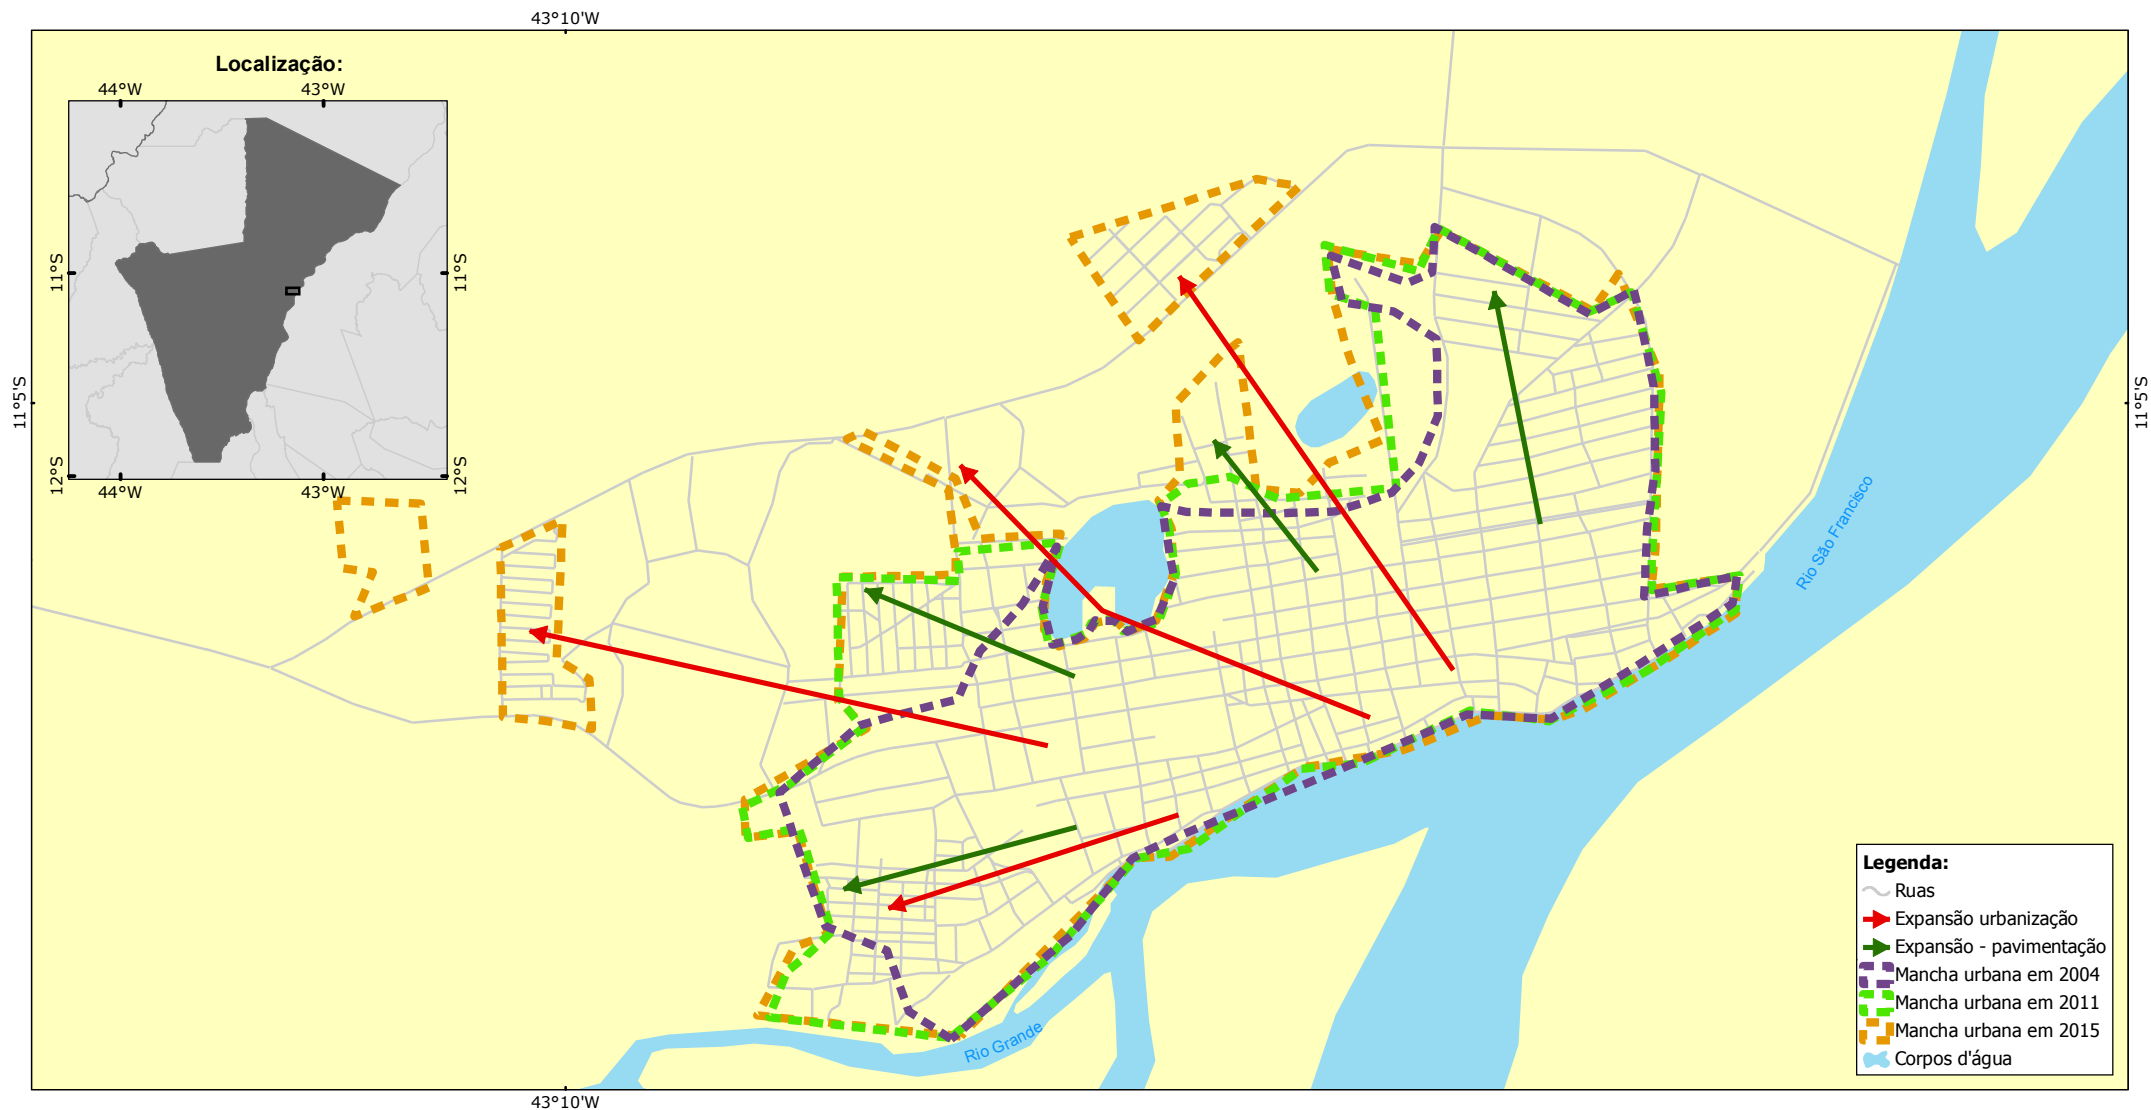 43°10'W
Localização:
44°W
43°W
11°S
11°S
12°S
12°S
44°W
43°W
11°5'S
11°5'S
Rio São Francisco
Rio Grande
Legenda:
Ruas
Expansão urbanização
Expansão - pavimentação
Mancha urbana em 2004
Mancha urbana em 2011
Mancha urbana em 2015
Corpos d'água
43°10'W